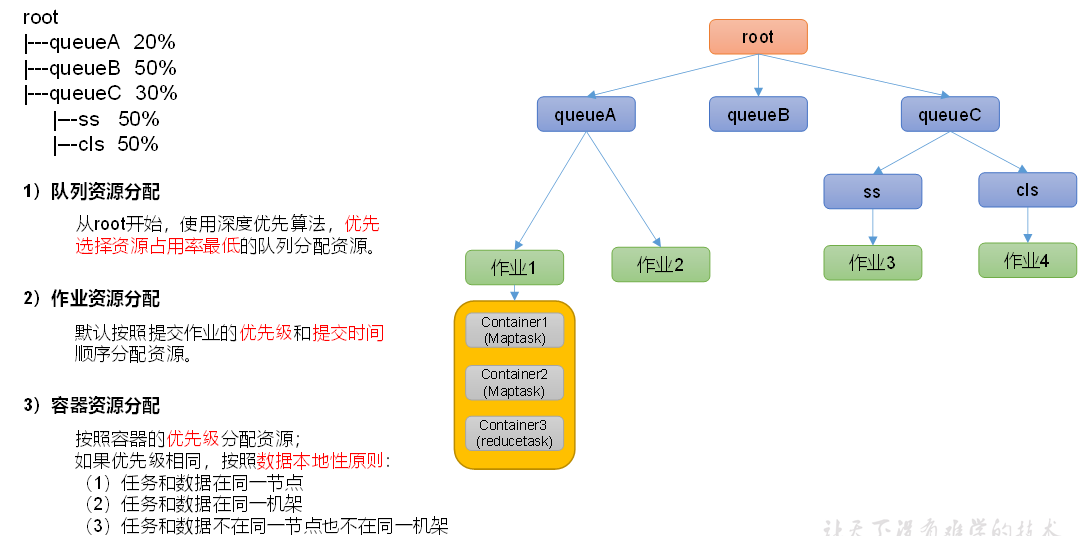 root
|---queueA 20%
|---queueB 50%
|---queueC 30%
|---ss 50%
|---cls 50%
1）队列资源分配
从root开始，使用深度优先算法，优先
选择资源占用率最低的队列分配资源。
2）作业资源分配
默认按照提交作业的优先级和提交时间
顺序分配资源。
3）容器资源分配
按照容器的优先级分配资源；
如果优先级相同，按照数据本地性原则：
（1）任务和数据在同一节点
（2）任务和数据在同一机架
（3）任务和数据不在同一节点也不在同一机架
root
queueA
queueB
queueC
ss
cls
作业1
作业2
作业3
作业4
Container1
(Maptask)
Container2
(Maptask)
Container3
(reducetask)
让天下没有难学的技术